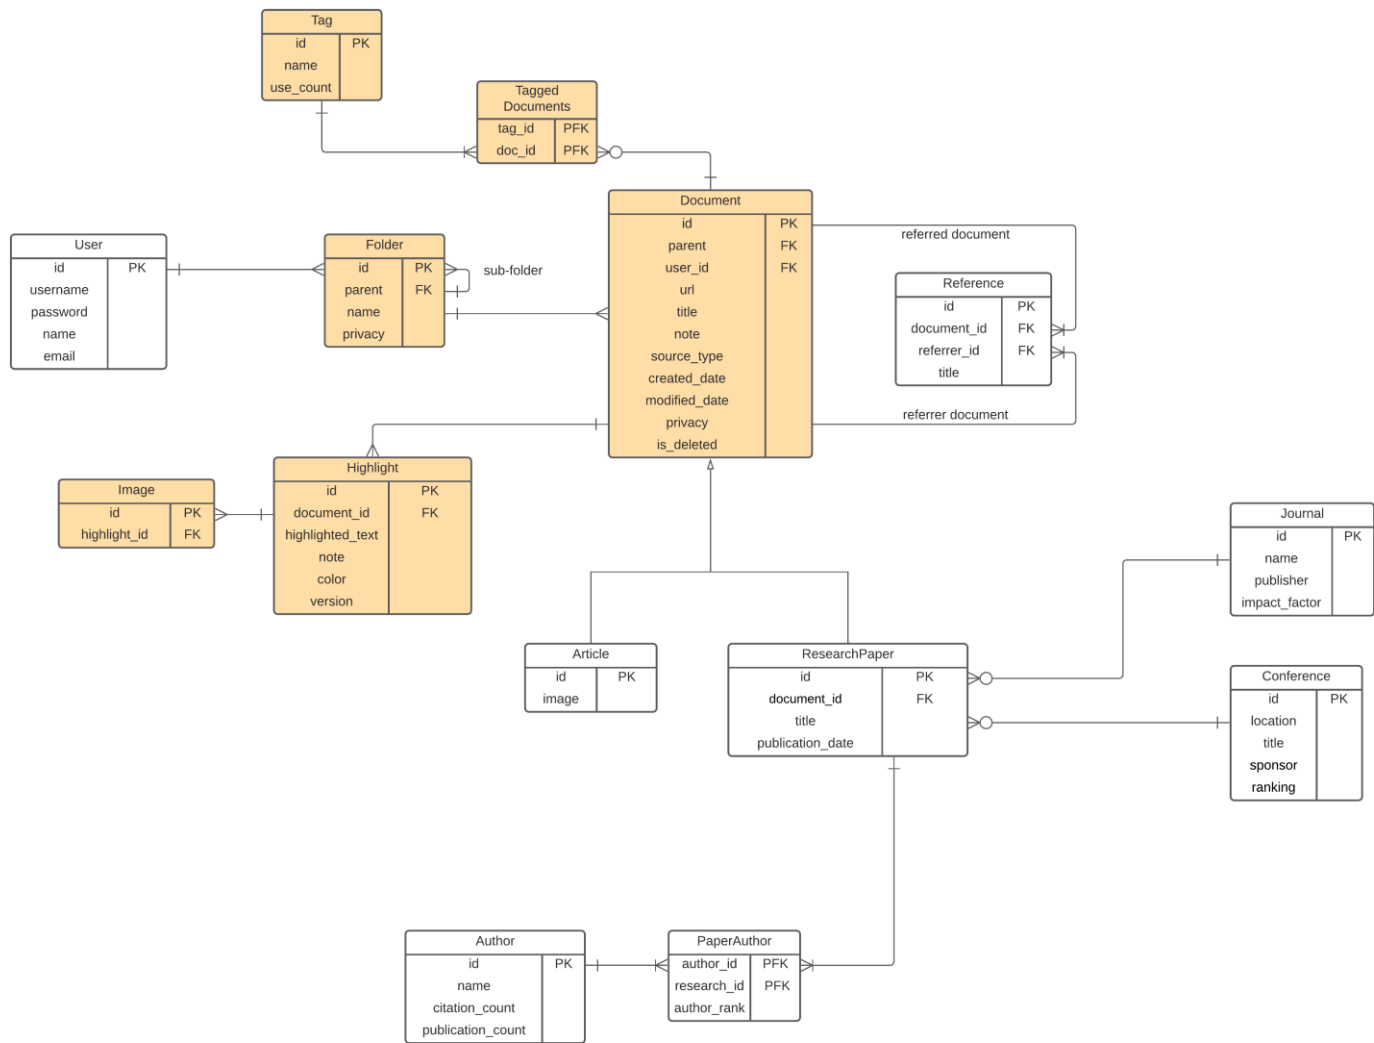 Tag
id PK
name
use_count
Tagged
Documents
tag_id PFK
doc_id PFK
Document
id PK
parent FK
user_id FK
url
title
note
source_type
created_date
modified_date
privacy
is_deleted
User
id PK
username
password
name
email
Folder
id PK
parent FK
name
privacy
sub-folder
referred document
Reference
id PK
document_id FK
referrer_id FK
title
referrer document
Highlight
id PK
document_id FK
highlighted_text
note
color
version
Image
id PK
highlight_id FK
Journal
id PK
name
publisher
impact_factor
Article
id PK
image
ResearchPaper
id PK
document_id FK
title
publication_date
Conference
id PK
location
title
sponsor
ranking
Author
id PK
name
citation_count
publication_count
PaperAuthor
author_id PFK
research_id PFK
author_rank